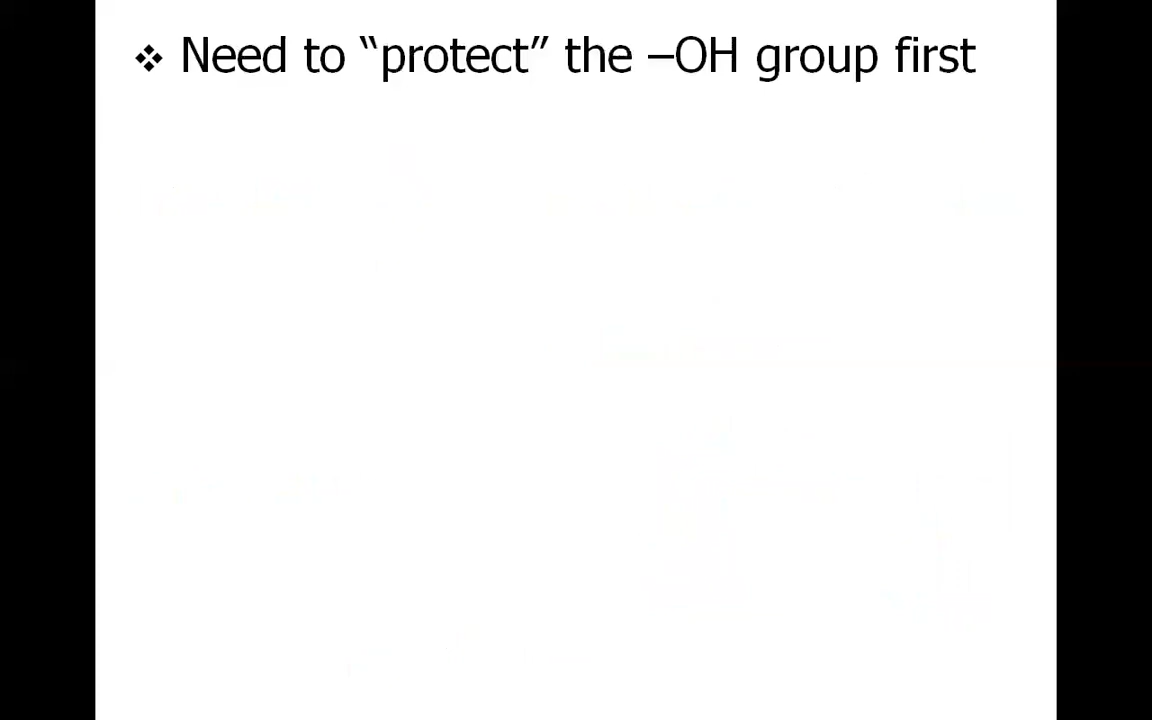 ❖ Need to “protect” the –OH group first